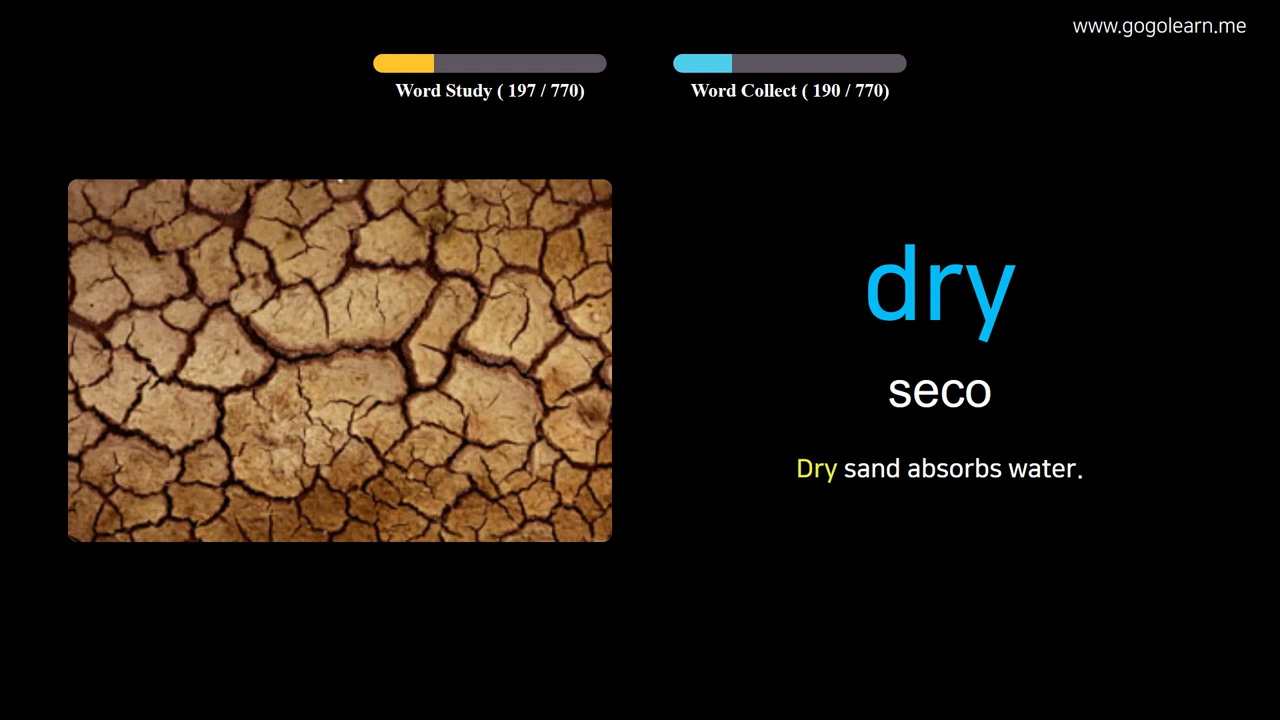 www.gogolearn.me
Word Study ( 197 / 770)
Word Collect ( 190 / 770)
dry
seco
Dry sand absorbs water.